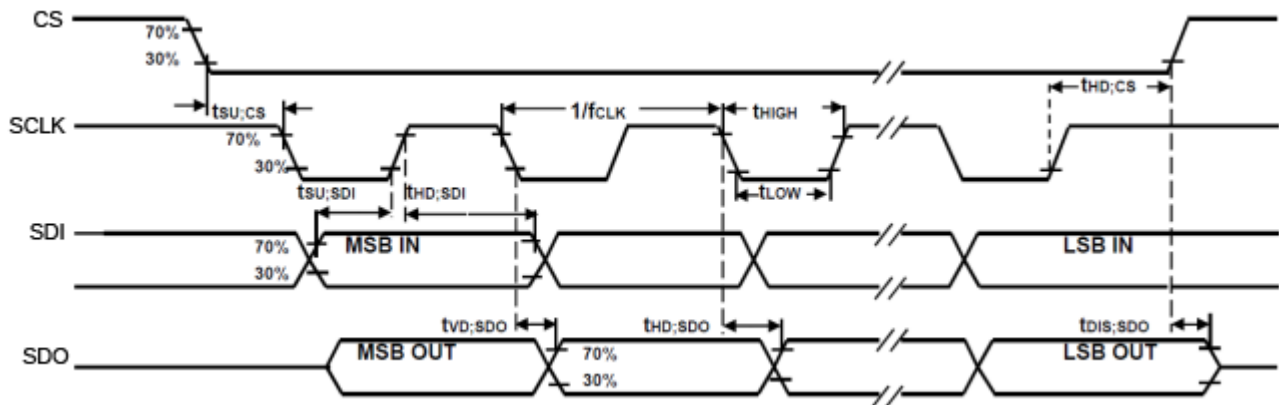 CS
70%
30%
tHD;CS
tSU;CS
1/fCLK
tHIGH
SCLK
70%
30%
tSU;SDI
tHD;SDI
tLOW
SDI
70%
30%
MSB IN
LSB IN
tVD;SDO
tHD;SDO
tDIS;SDO
SDO
MSB OUT
70%
30%
LSB OUT